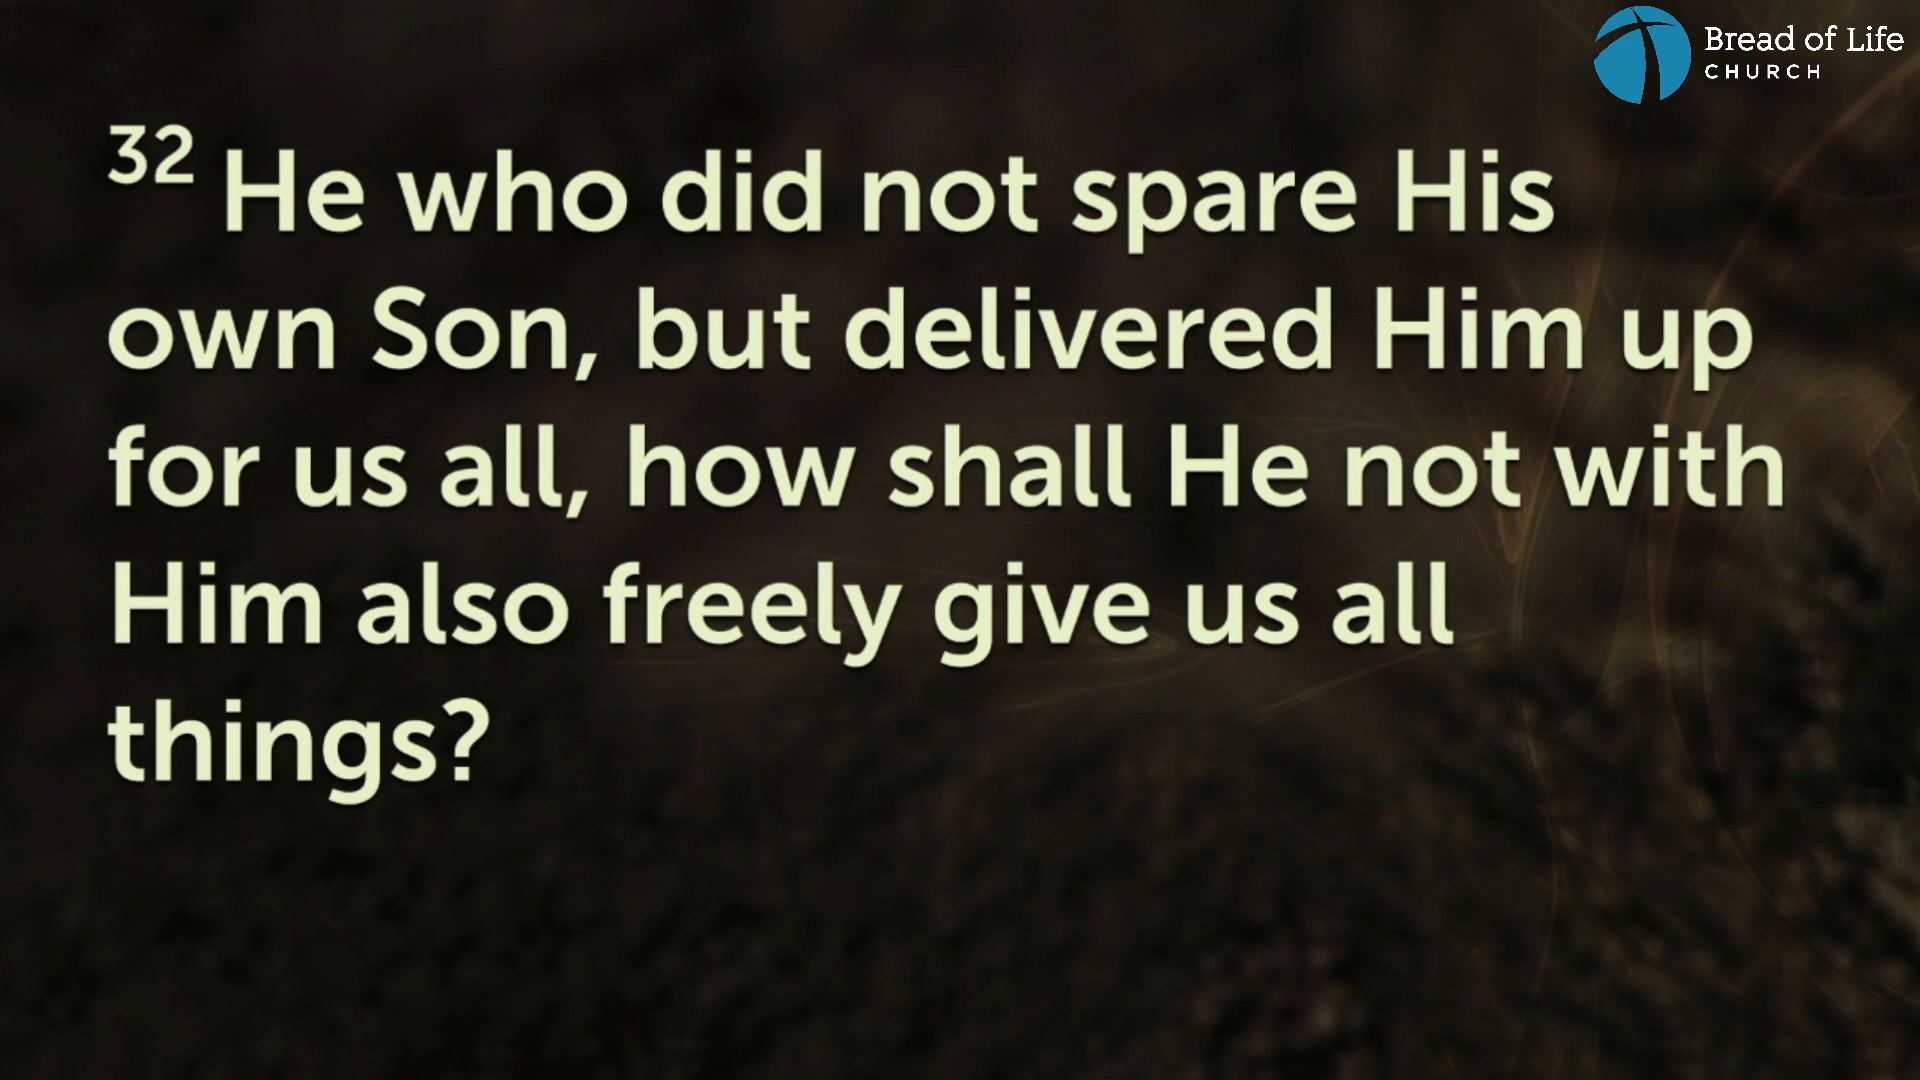 Bread of Life
CHURCH
32 He who did not spare His
own Son, but delivered Him up
for us all, how shall He not with
Him also freely give us all
things?